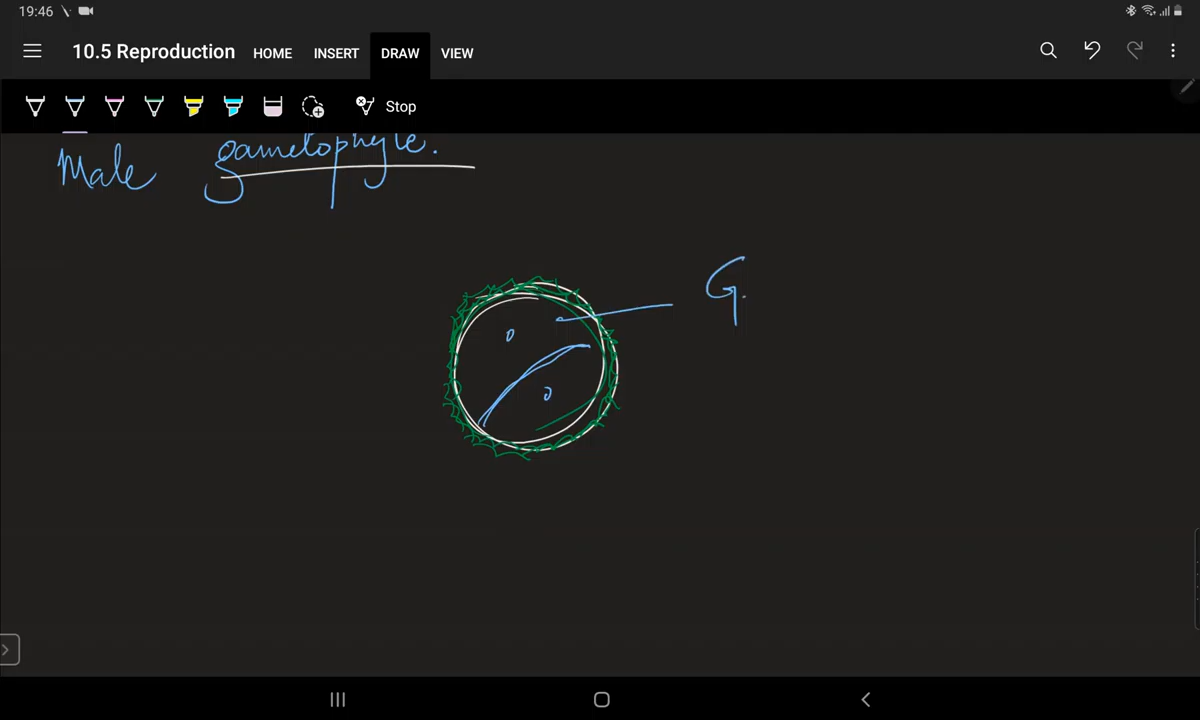 19:46
10.5 Reproduction HOME INSERT DRAW VIEW
Stop
Male gametophyte.
G.